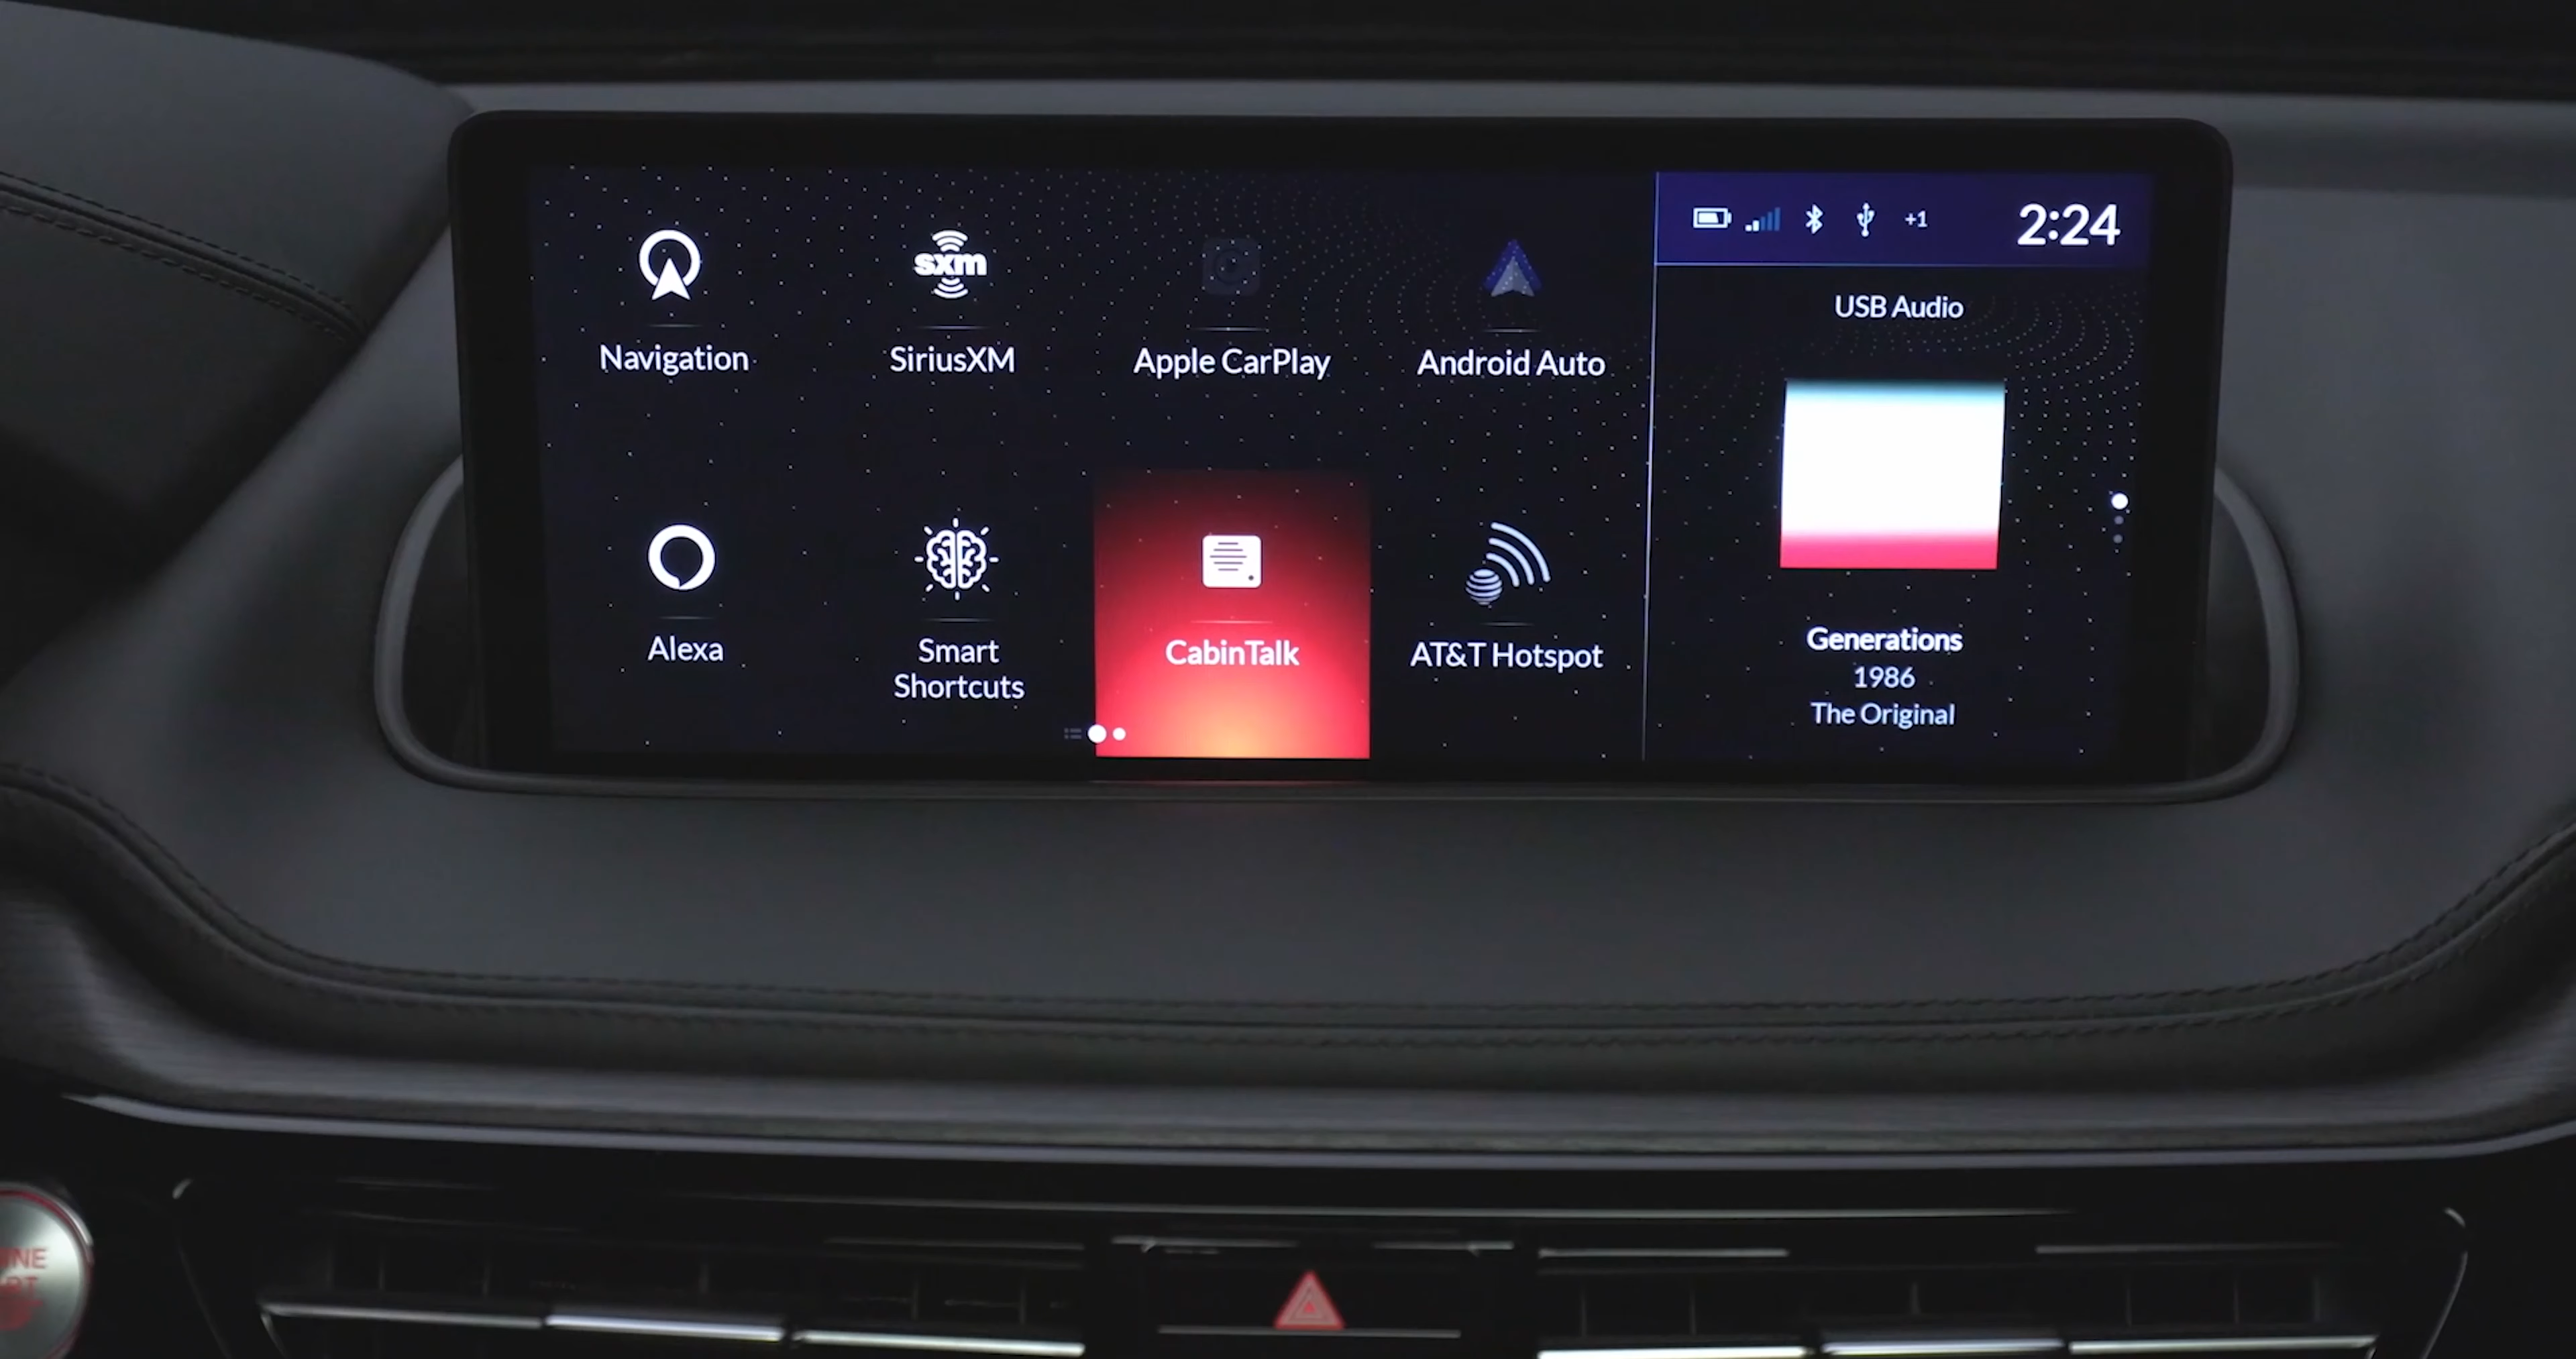 2:24
+1
sxm
Navigation
SiriusXM
Apple CarPlay
Android Auto
USB Audio
Alexa
Smart
Shortcuts
CabinTalk
AT&T Hotspot
Generations
1986
The Original